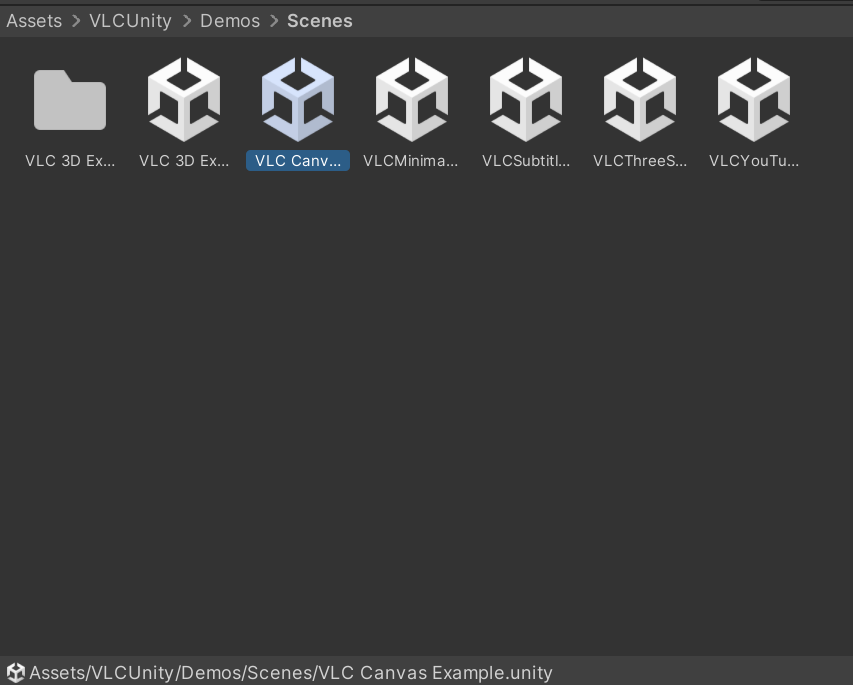 Assets > VLCUnity > Demos > Scenes
VLC 3D Ex... VLC 3D Ex... VLC Canv... VLCMinima... VLCSubtitl... VLCThreeS... VLCYouTu...
Assets/VLCUnity/Demos/Scenes/VLC Canvas Example.unity